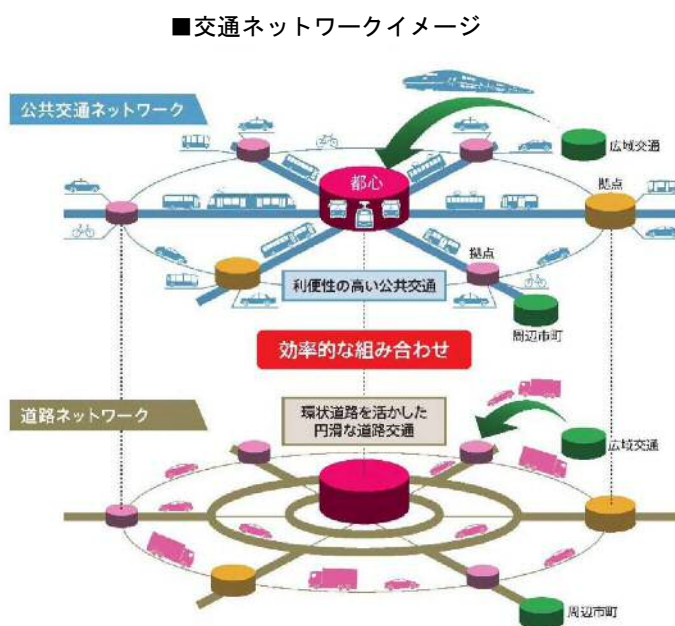 ■交通ネットワークイメージ
公共交通ネットワーク
広域交通
都心
拠点
拠点
利便性の高い公共交通
周辺市町
効率的な組み合わせ
道路ネットワーク
環状道路を活かした
円滑な道路交通
広域交通
周辺市町